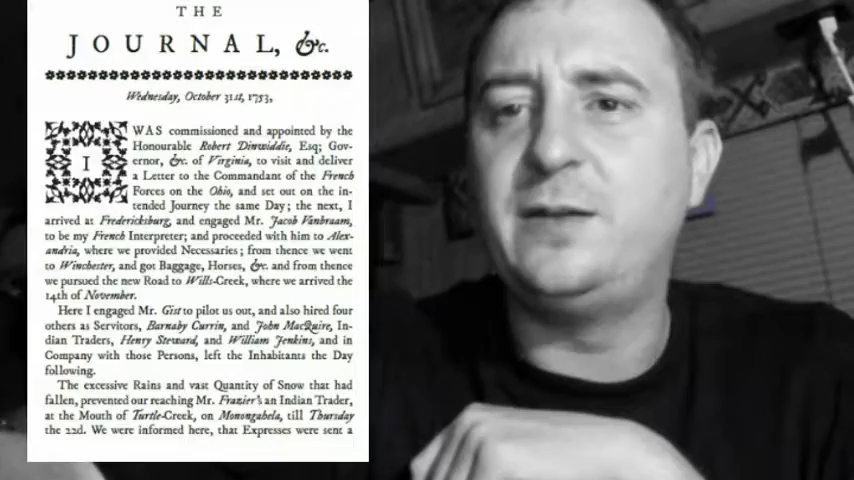 THE
JOURNAL, &c.
Wednesday, October 31st, 1753,
I WAS commissioned and appointed by the
Honourable Robert Dinwiddie, Esq; Gov-
ernor, &c. of Virginia, to visit and deliver
a Letter to the Commandant of the French
Forces on the Ohio, and set out on the in-
tended Journey the same Day; the next, I
arrived at Fredericksburg, and engaged Mr. Jacob Vanbraam,
to be my French Interpreter; and proceeded with him to Alex-
andria, where we provided Necessaries; from thence we went
to Winchester, and got Baggage, Horses, &c. and from thence
we pursued the new Road to Wills-Creek, where we arrived the
14th of November.
Here I engaged Mr. Gist to pilot us out, and also hired four
others as Servitors, Barnaby Currin, and John MacQuire, In-
dian Traders, Henry Steward, and William Jenkins, and in
Company with those Persons, left the Inhabitants the Day
following.
The excessive Rains and vast Quantity of Snow that had
fallen, prevented our reaching Mr. Frazier's an Indian Trader,
at the Mouth of Turtle-Creek, on Monongahela, till Thursday
the 22d. We were informed here, that Expresses were sent a